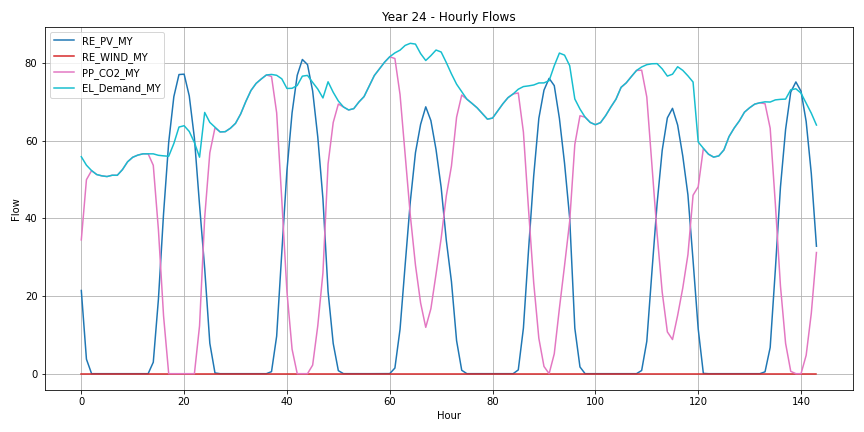 Year 24 - Hourly Flows
RE_PV_MY
RE_WIND_MY
PP_CO2_MY
EL_Demand_MY
80
60
40
20
0
Flow
0 20 40 60 80 100 120 140
Hour